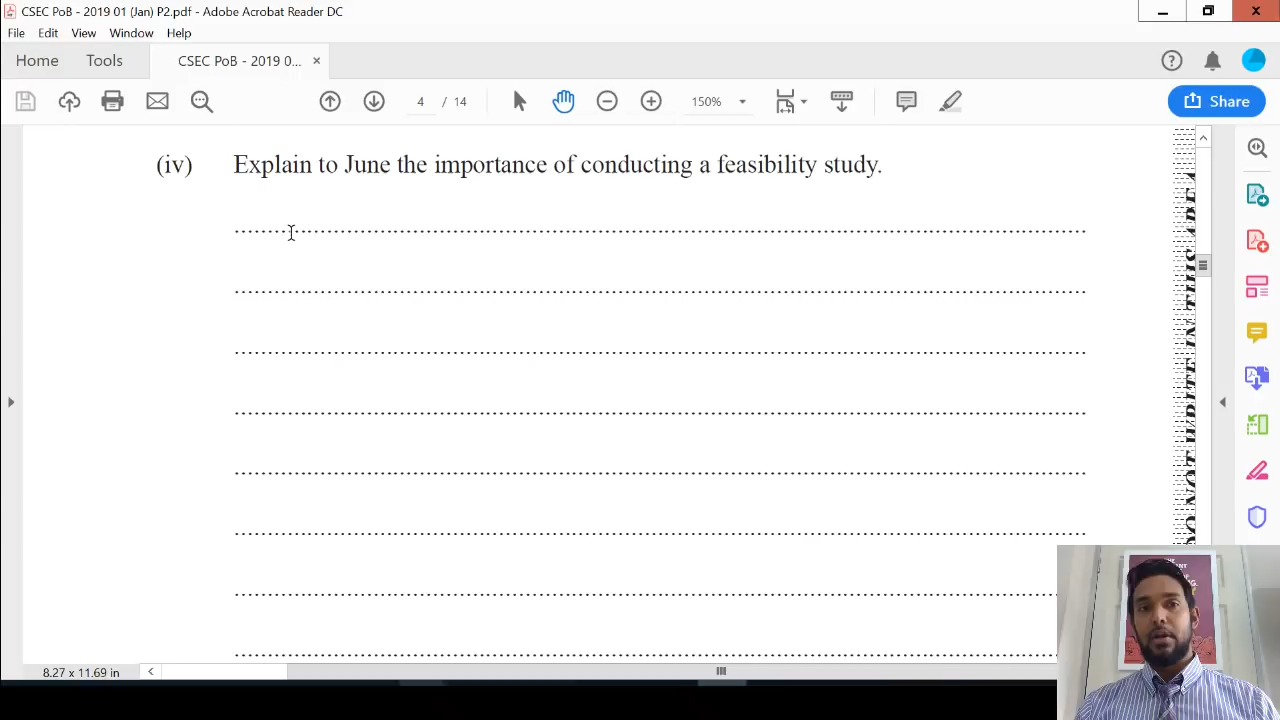 CSEC PoB - 2019 01 (Jan) P2.pdf - Adobe Acrobat Reader DC
File Edit View Window Help
Home Tools CSEC PoB - 2019 0... ×
4 / 14 150% Share
(iv) Explain to June the importance of conducting a feasibility study.
8.27 x 11.69 in